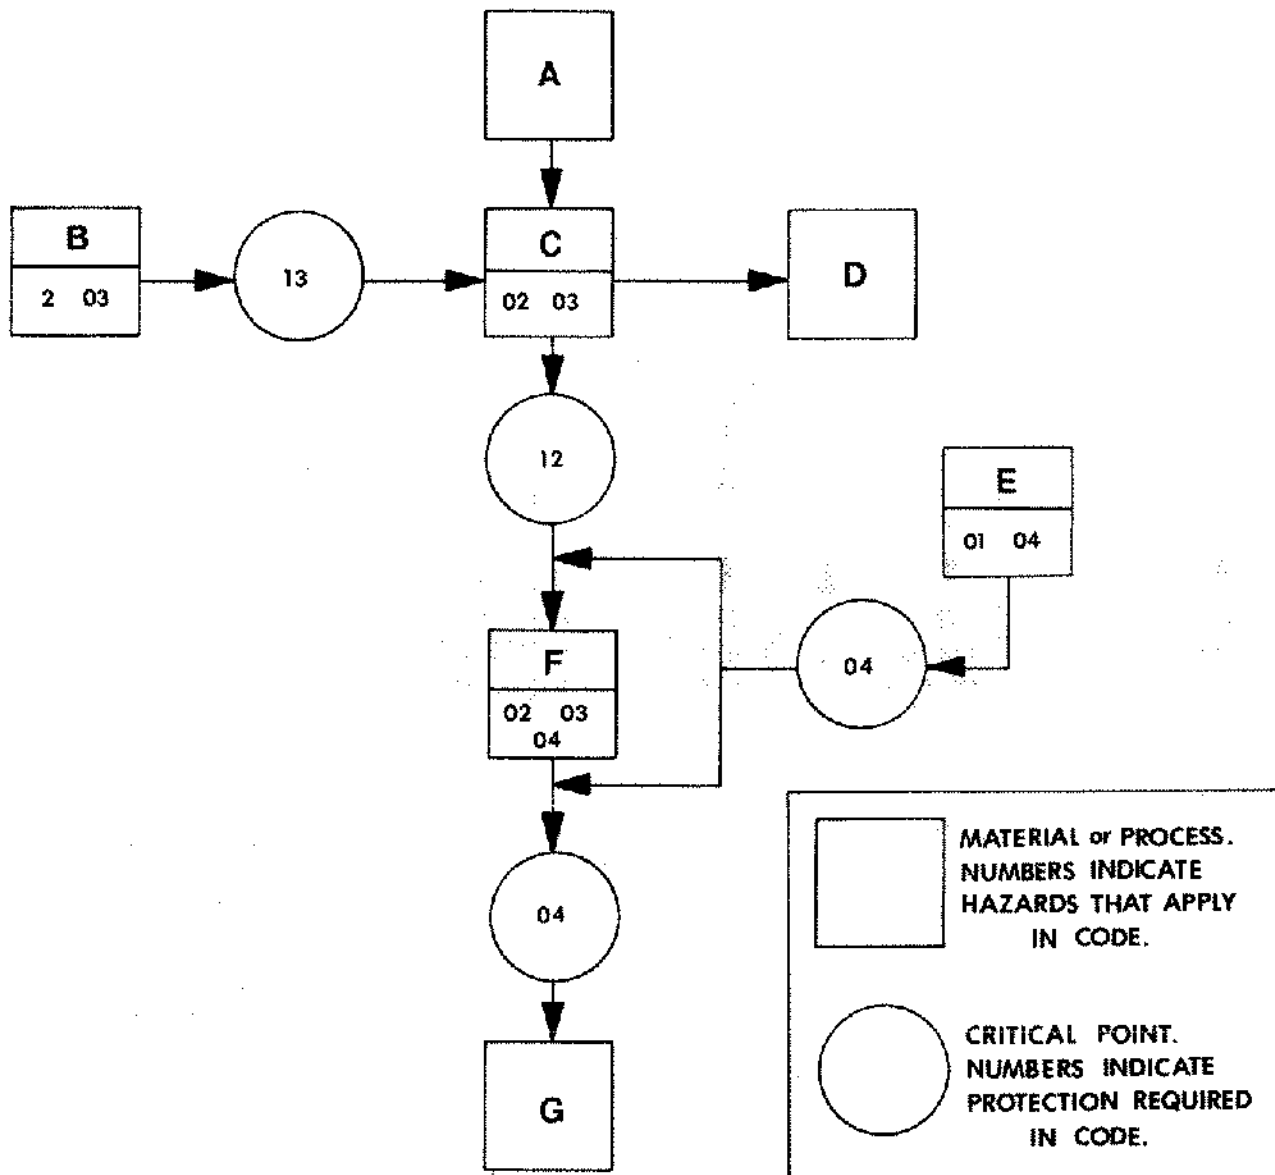 A
B
2 03
13
C
02 03
D
12
E
01 04
F
02 03
04
04
04
G
MATERIAL or PROCESS.
NUMBERS INDICATE
HAZARDS THAT APPLY
IN CODE.
CRITICAL POINT.
NUMBERS INDICATE
PROTECTION REQUIRED
IN CODE.